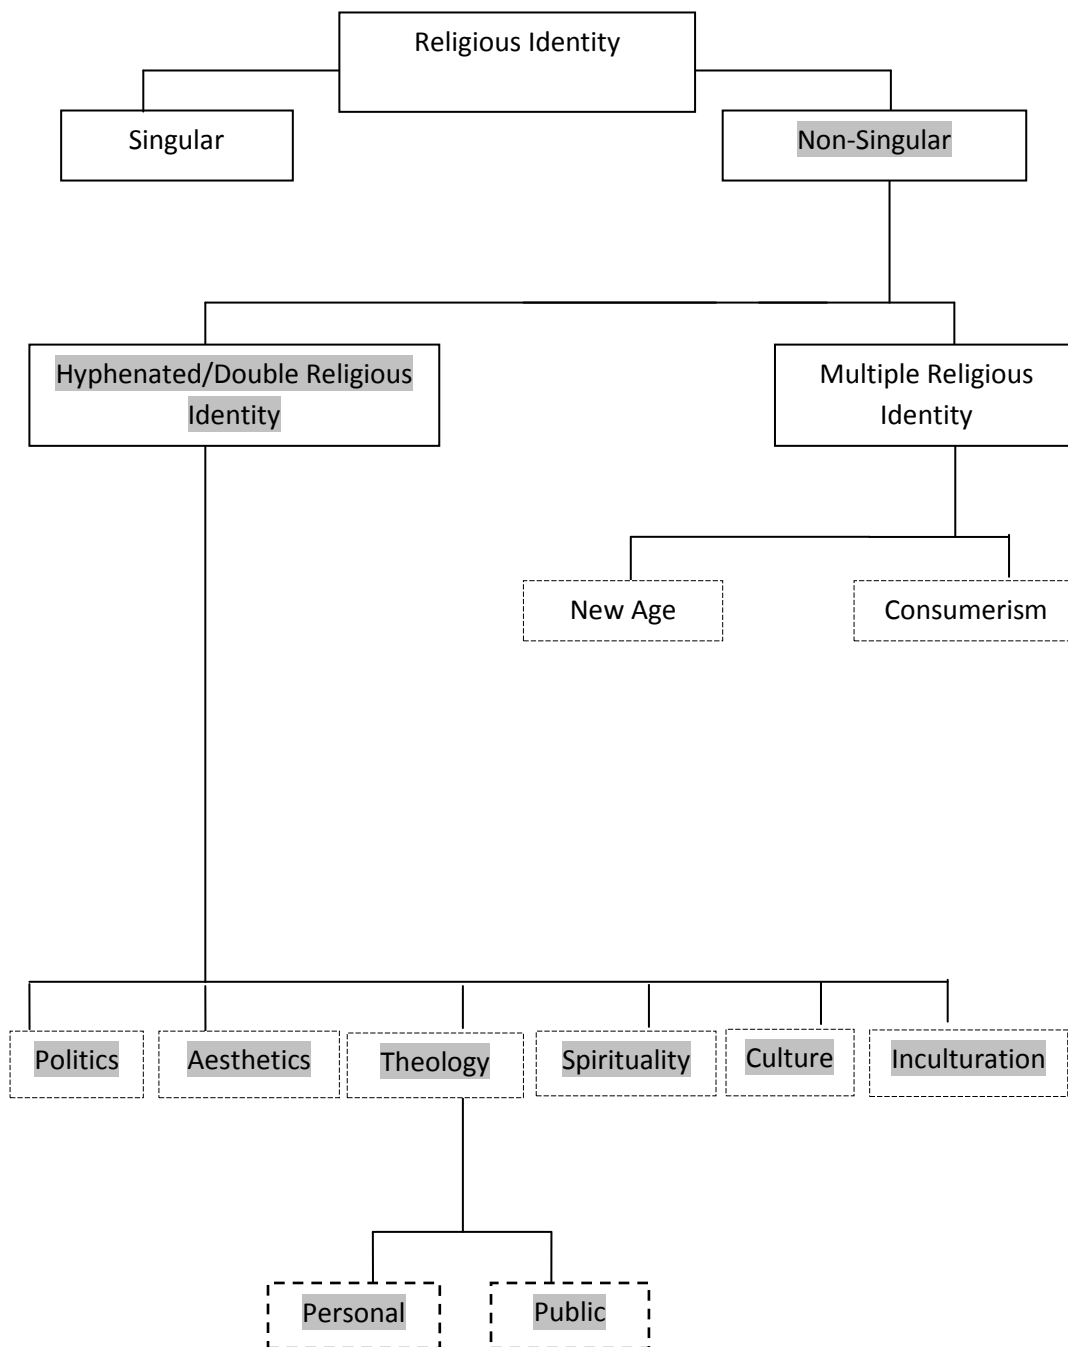 Religious Identity
Singular
Non-Singular
Hyphenated/Double Religious
Identity
Multiple Religious
Identity
New Age
Consumerism
Politics
Aesthetics
Theology
Spirituality
Culture
Inculturation
Personal
Public